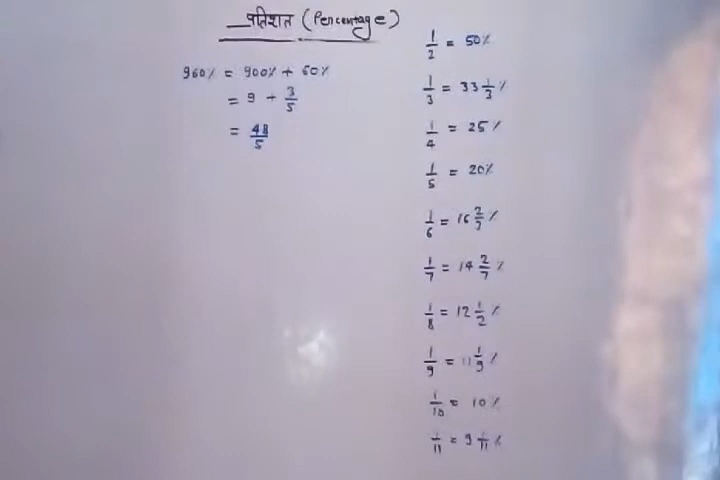 प्रतिशत (Percentage)
960% = 900% + 60%
= 9 + 3/5
= 48/5
1/2 = 50%
1/3 = 33 1/3 %
1/4 = 25%
1/5 = 20%
1/6 = 16 2/3 %
1/7 = 14 2/7 %
1/8 = 12 1/2 %
1/9 = 11 1/9 %
1/10 = 10%
1/11 = 9 1/11 %